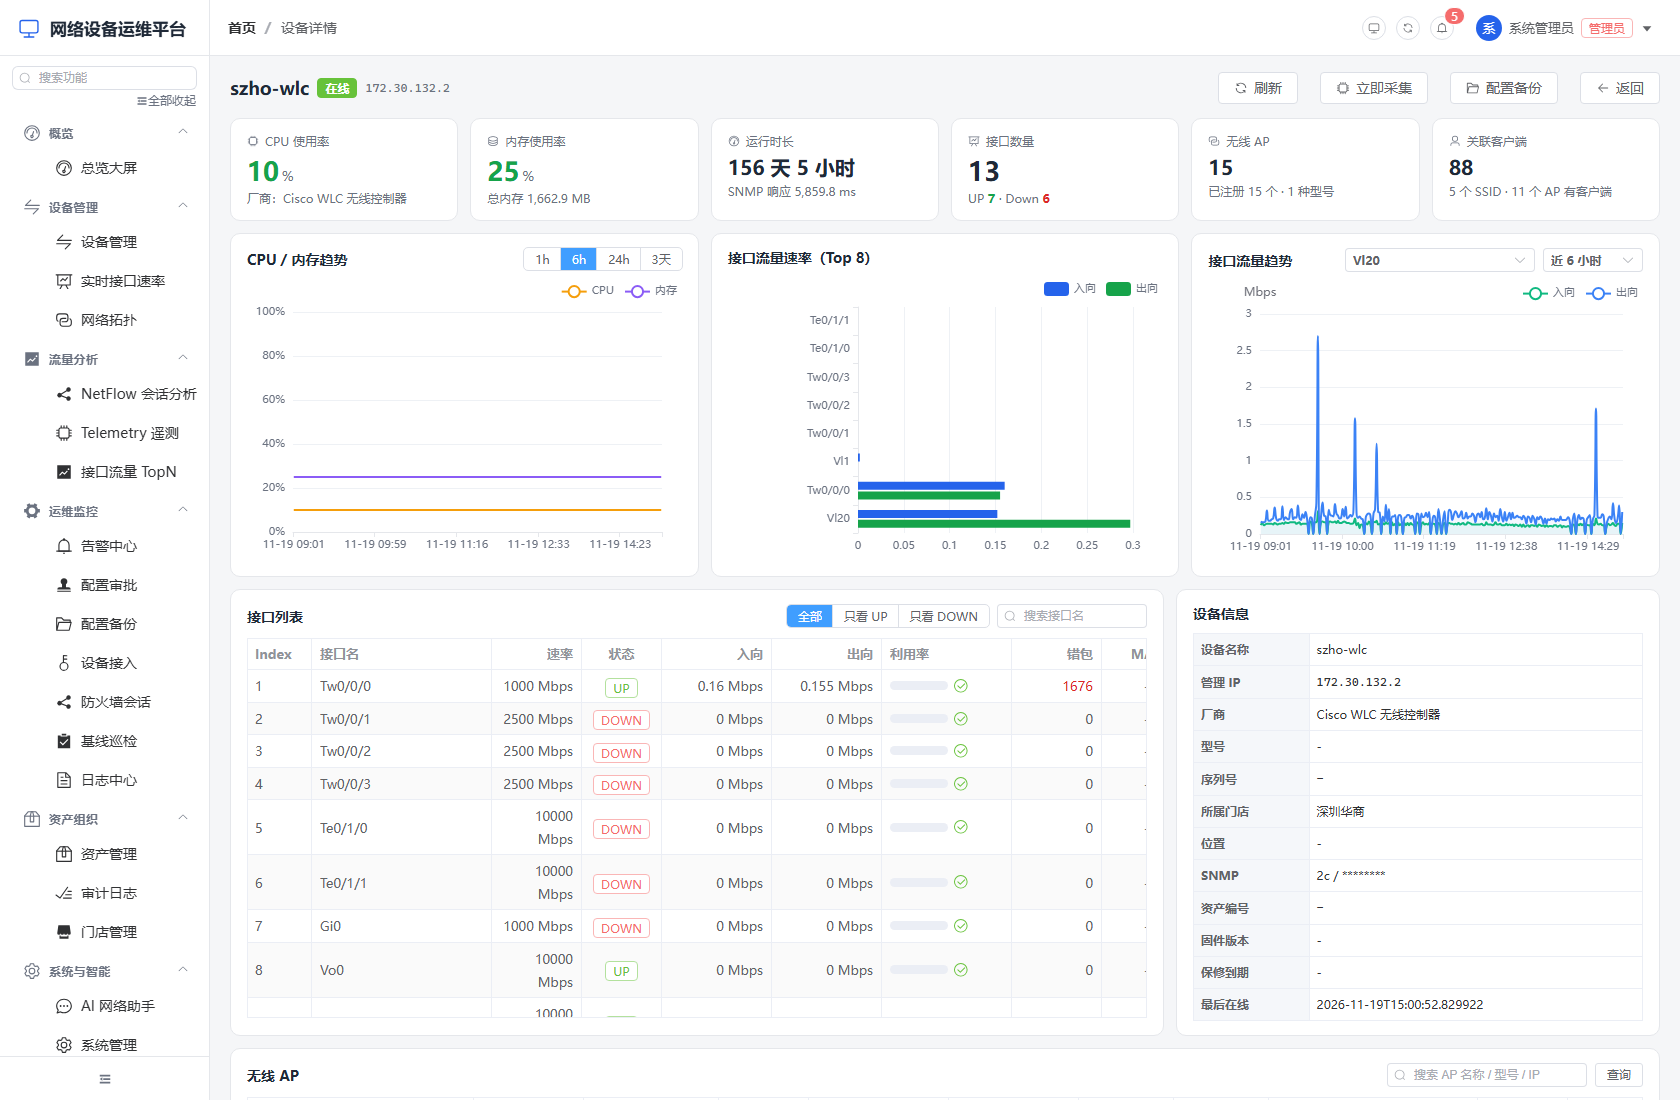 网络设备运维平台
首页 / 设备详情
5
系 系统管理员 管理员
搜索功能
全部收起
概览
总览大屏
设备管理
设备管理
实时接口速率
网络拓扑
流量分析
NetFlow 会话分析
Telemetry 遥测
接口流量 TopN
运维监控
告警中心
配置审批
配置备份
设备接入
防火墙会话
基线巡检
日志中心
资产组织
资产管理
审计日志
门店管理
系统与智能
AI 网络助手
系统管理
szho-wlc 在线 172.30.132.2
刷新 立即采集 配置备份 返回
CPU 使用率
10 %
厂商: Cisco WLC 无线控制器
内存使用率
25 %
总内存 1,662.9 MB
运行时长
156 天 5 小时
SNMP 响应 5,859.8 ms
接口数量
13
UP 7 · Down 6
无线 AP
15
已注册 15 个 · 1 种型号
关联客户端
88
5 个 SSID · 11 个 AP 有客户端
CPU / 内存趋势
1h 6h 24h 3天
CPU 内存
100%
80%
60%
40%
20%
0%
11-19 09:01 11-19 09:59 11-19 11:16 11-19 12:33 11-19 14:23
接口流量速率（Top 8）
入向 出向
Te0/1/1
Te0/1/0
Tw0/0/3
Tw0/0/2
Tw0/0/1
Vl1
Tw0/0/0
Vl20
0 0.05 0.1 0.15 0.2 0.25 0.3
接口流量趋势
Vl20 近 6 小时
Mbps
入向 出向
3
2.5
2
1.5
1
0.5
0
11-19 09:01 11-19 10:00 11-19 11:19 11-19 12:38 11-19 14:29
接口列表
全部 只看 UP 只看 DOWN 搜索接口名
Index 接口名 速率 状态 入向 出向 利用率 错包
1 Tw0/0/0 1000 Mbps UP 0.16 Mbps 0.155 Mbps 1676
2 Tw0/0/1 2500 Mbps DOWN 0 Mbps 0 Mbps 0
3 Tw0/0/2 2500 Mbps DOWN 0 Mbps 0 Mbps 0
4 Tw0/0/3 2500 Mbps DOWN 0 Mbps 0 Mbps 0
5 Te0/1/0 10000 Mbps DOWN 0 Mbps 0 Mbps 0
6 Te0/1/1 10000 Mbps DOWN 0 Mbps 0 Mbps 0
7 Gi0 1000 Mbps DOWN 0 Mbps 0 Mbps 0
8 Vo0 10000 Mbps UP 0 Mbps 0 Mbps 0
10000
设备信息
设备名称 szho-wlc
管理 IP 172.30.132.2
厂商 Cisco WLC 无线控制器
型号 -
序列号 -
所属门店 深圳华商
位置 -
SNMP 2c / ********
资产编号 -
固件版本 -
保修到期 -
最后在线 2026-11-19T15:00:52.829922
无线 AP
搜索 AP 名称 / 型号 / IP 查询